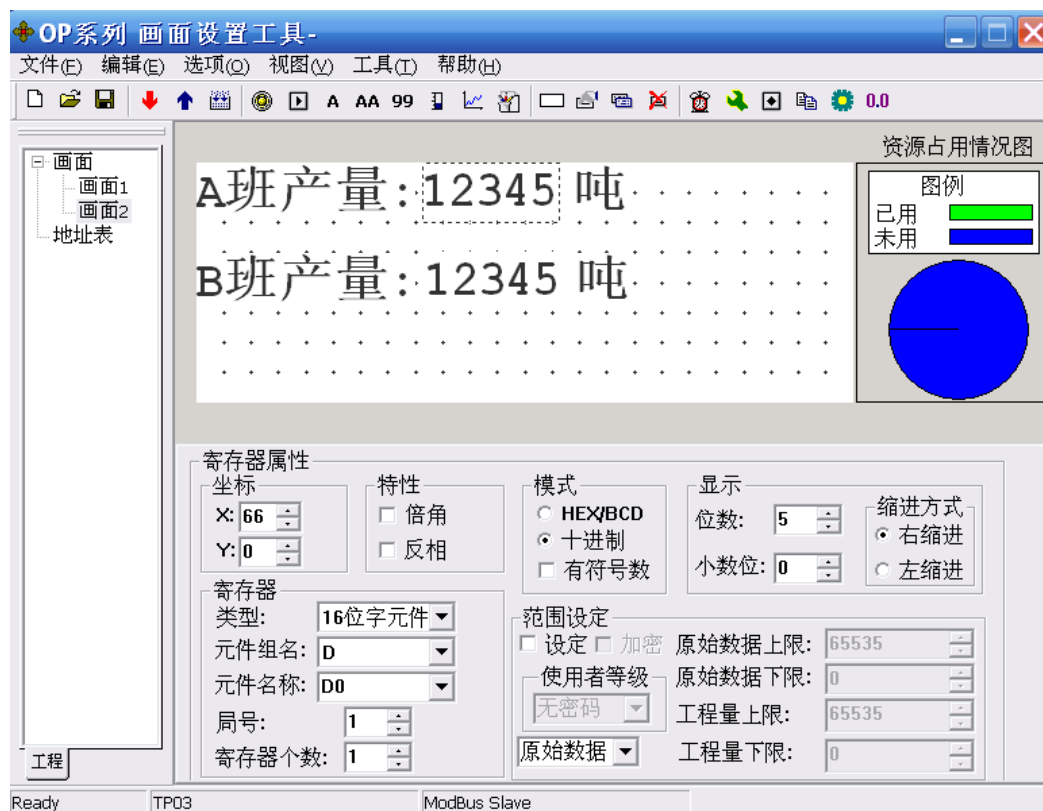 OP系列 画面设置工具-
文件(F) 编辑(E) 选项(O) 视图(V) 工具(T) 帮助(H)
A AA 99 0.0
画面
画面1
画面2
地址表
工程
A班产量:12345 吨
B班产量:12345 吨
资源占用情况图
图例
已用
未用
寄存器属性
坐标
X: 66
Y: 0
特性
倍角
反相
模式
HEX/BCD
十进制
有符号数
显示
位数: 5
小数位: 0
缩进方式
右缩进
左缩进
寄存器
类型: 16位字元件
元件组名: D
元件名称: D0
局号: 1
寄存器个数: 1
范围设定
设定 加密
使用者等级
无密码
原始数据
原始数据上限: 65535
原始数据下限: 0
工程量上限: 65535
工程量下限: 0
Ready TP03 ModBus Slave